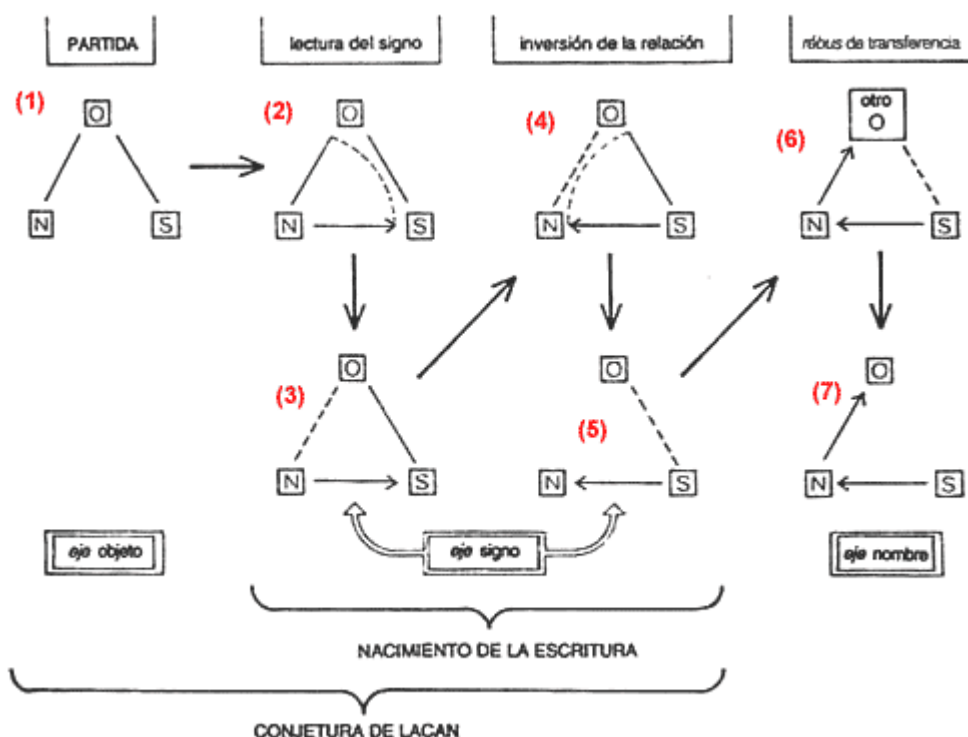 PARTIDA
lectura del signo
inversión de la relación
rébus de transferencia
(1)
O
N
S
(2)
O
N
S
(4)
O
N
S
(6)
otro
O
N
S
(3)
O
N
S
(5)
O
N
S
(7)
O
N
S
eje objeto
eje signo
eje nombre
NACIMIENTO DE LA ESCRITURA
CONJETURA DE LACAN